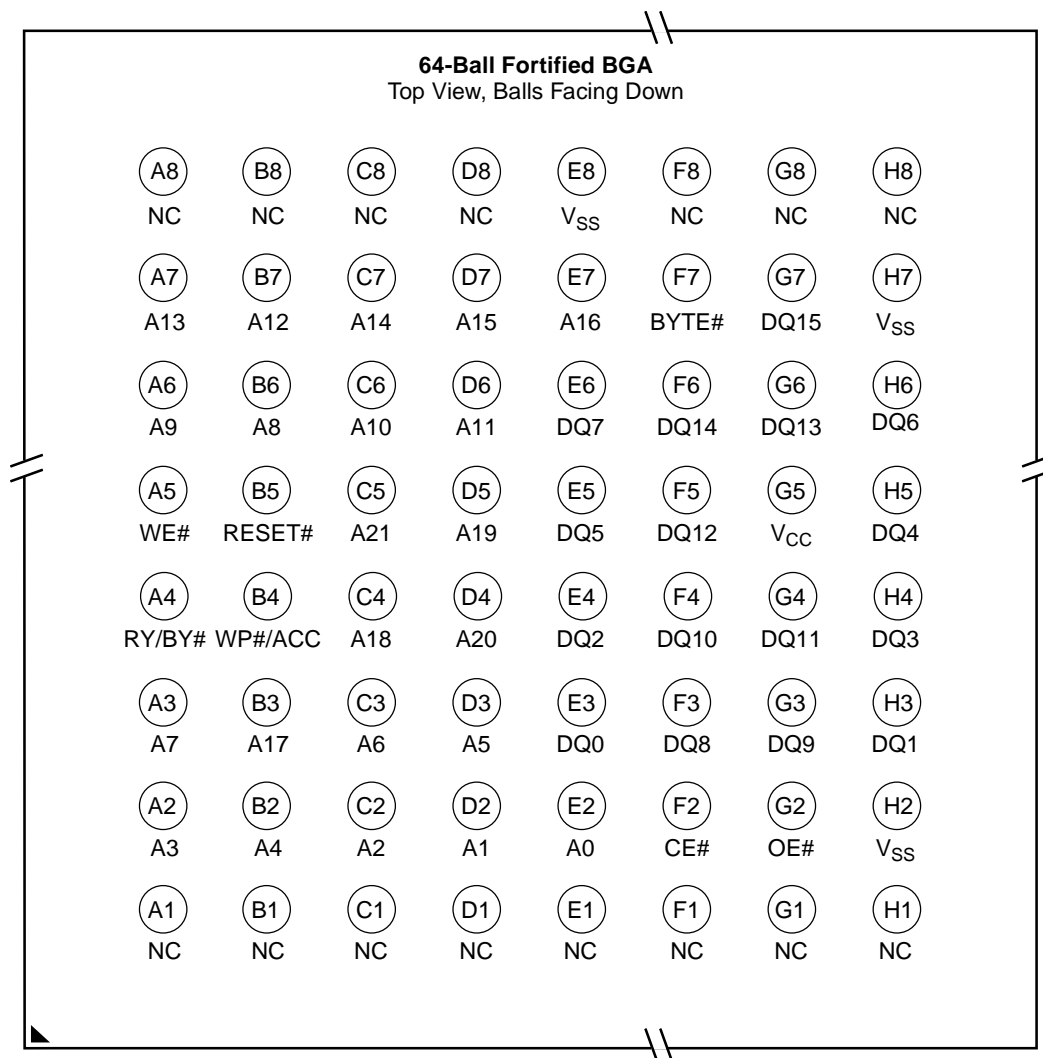 64-Ball Fortified BGA
Top View, Balls Facing Down
A8 B8 C8 D8 E8 F8 G8 H8
NC NC NC NC VSS NC NC NC
A7 B7 C7 D7 E7 F7 G7 H7
A13 A12 A14 A15 A16 BYTE# DQ15 VSS
A6 B6 C6 D6 E6 F6 G6 H6
A9 A8 A10 A11 DQ7 DQ14 DQ13 DQ6
A5 B5 C5 D5 E5 F5 G5 H5
WE# RESET# A21 A19 DQ5 DQ12 VCC DQ4
A4 B4 C4 D4 E4 F4 G4 H4
RY/BY# WP#/ACC A18 A20 DQ2 DQ10 DQ11 DQ3
A3 B3 C3 D3 E3 F3 G3 H3
A7 A17 A6 A5 DQ0 DQ8 DQ9 DQ1
A2 B2 C2 D2 E2 F2 G2 H2
A3 A4 A2 A1 A0 CE# OE# VSS
A1 B1 C1 D1 E1 F1 G1 H1
NC NC NC NC NC NC NC NC